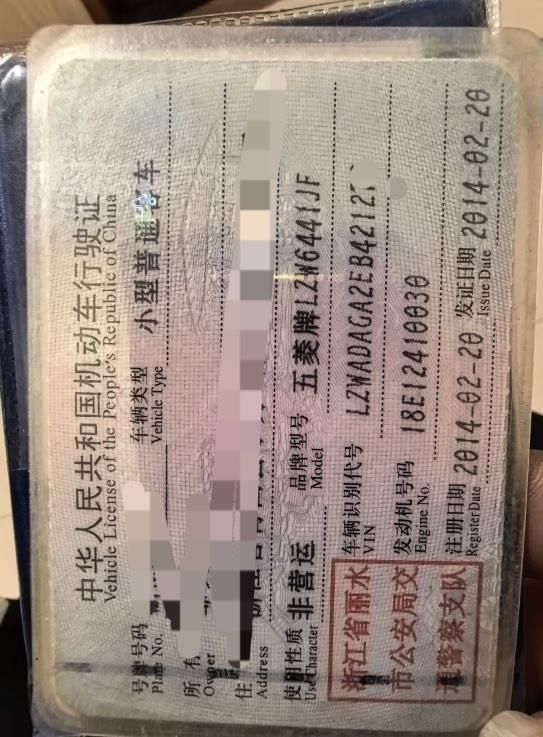 中华人民共和国机动车行驶证
Vehicle License of the People's Republic of China
号牌号码
Plate No.
车辆类型 小型普通客车
Vehicle Type
所有
Owner
住
Address
使用性质 非营运
Use Character
品牌型号 五菱牌LZW6441JF
Model
浙江省丽水
市公安局交
通警察支队
车辆识别代号 LZWADAGA2EB42121
VIN
发动机号码 18E12410030
Engine No.
注册日期 2014-02-20
Register Date
发证日期 2014-02-20
Issue Date